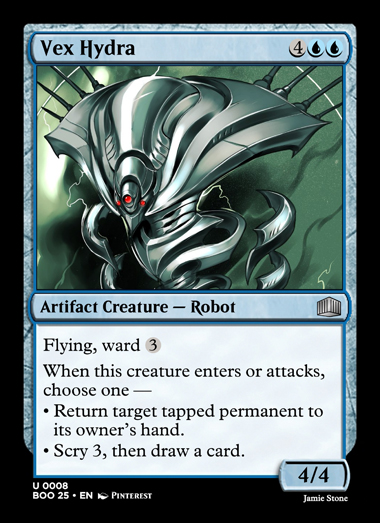 Vex Hydra 4
Artifact Creature — Robot
Flying, ward 3
When this creature enters or attacks,
choose one —
• Return target tapped permanent to
its owner's hand.
• Scry 3, then draw a card.
4/4
U 0008
BOO 25 • EN PINTEREST
Jamie Stone